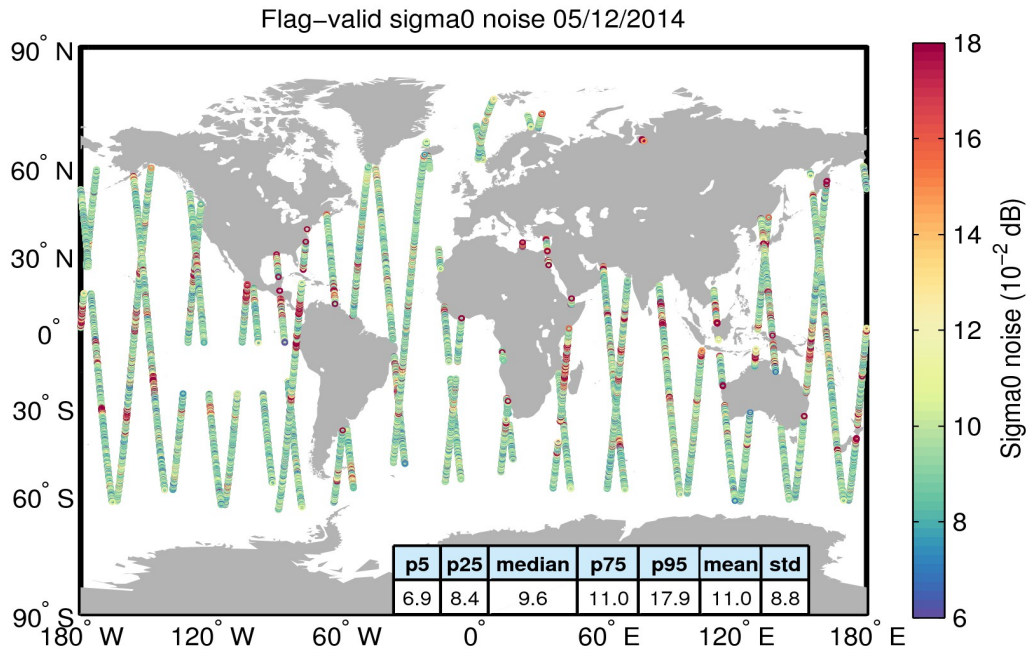 Flag−valid sigma0 noise 05/12/2014
90° N
60° N
30° N
0°
30° S
60° S
90° S
180° W
120° W
60° W
0°
60° E
120° E
180° E
p5 p25 median p75 p95 mean std
6.9 8.4 9.6 11.0 17.9 11.0 8.8
18
16
14
12
10
8
6
Sigma0 noise (10⁻² dB)